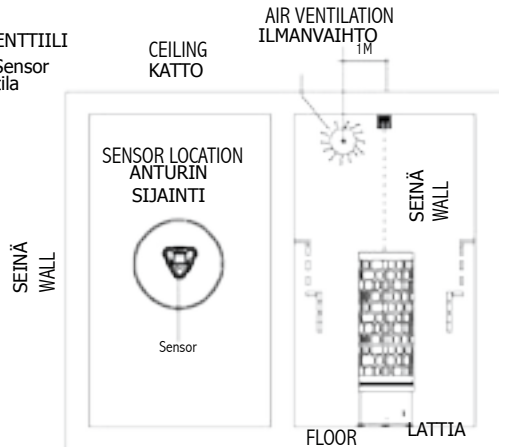 ENTTIILI
Sensor
tila
CEILING
KATTO
AIR VENTILATION
ILMANVAIHTO
1M
SENSOR LOCATION
ANTURIN
SIJAINTI
SEINÄ
WALL
Sensor
SEINÄ
WALL
FLOOR
LATTIA